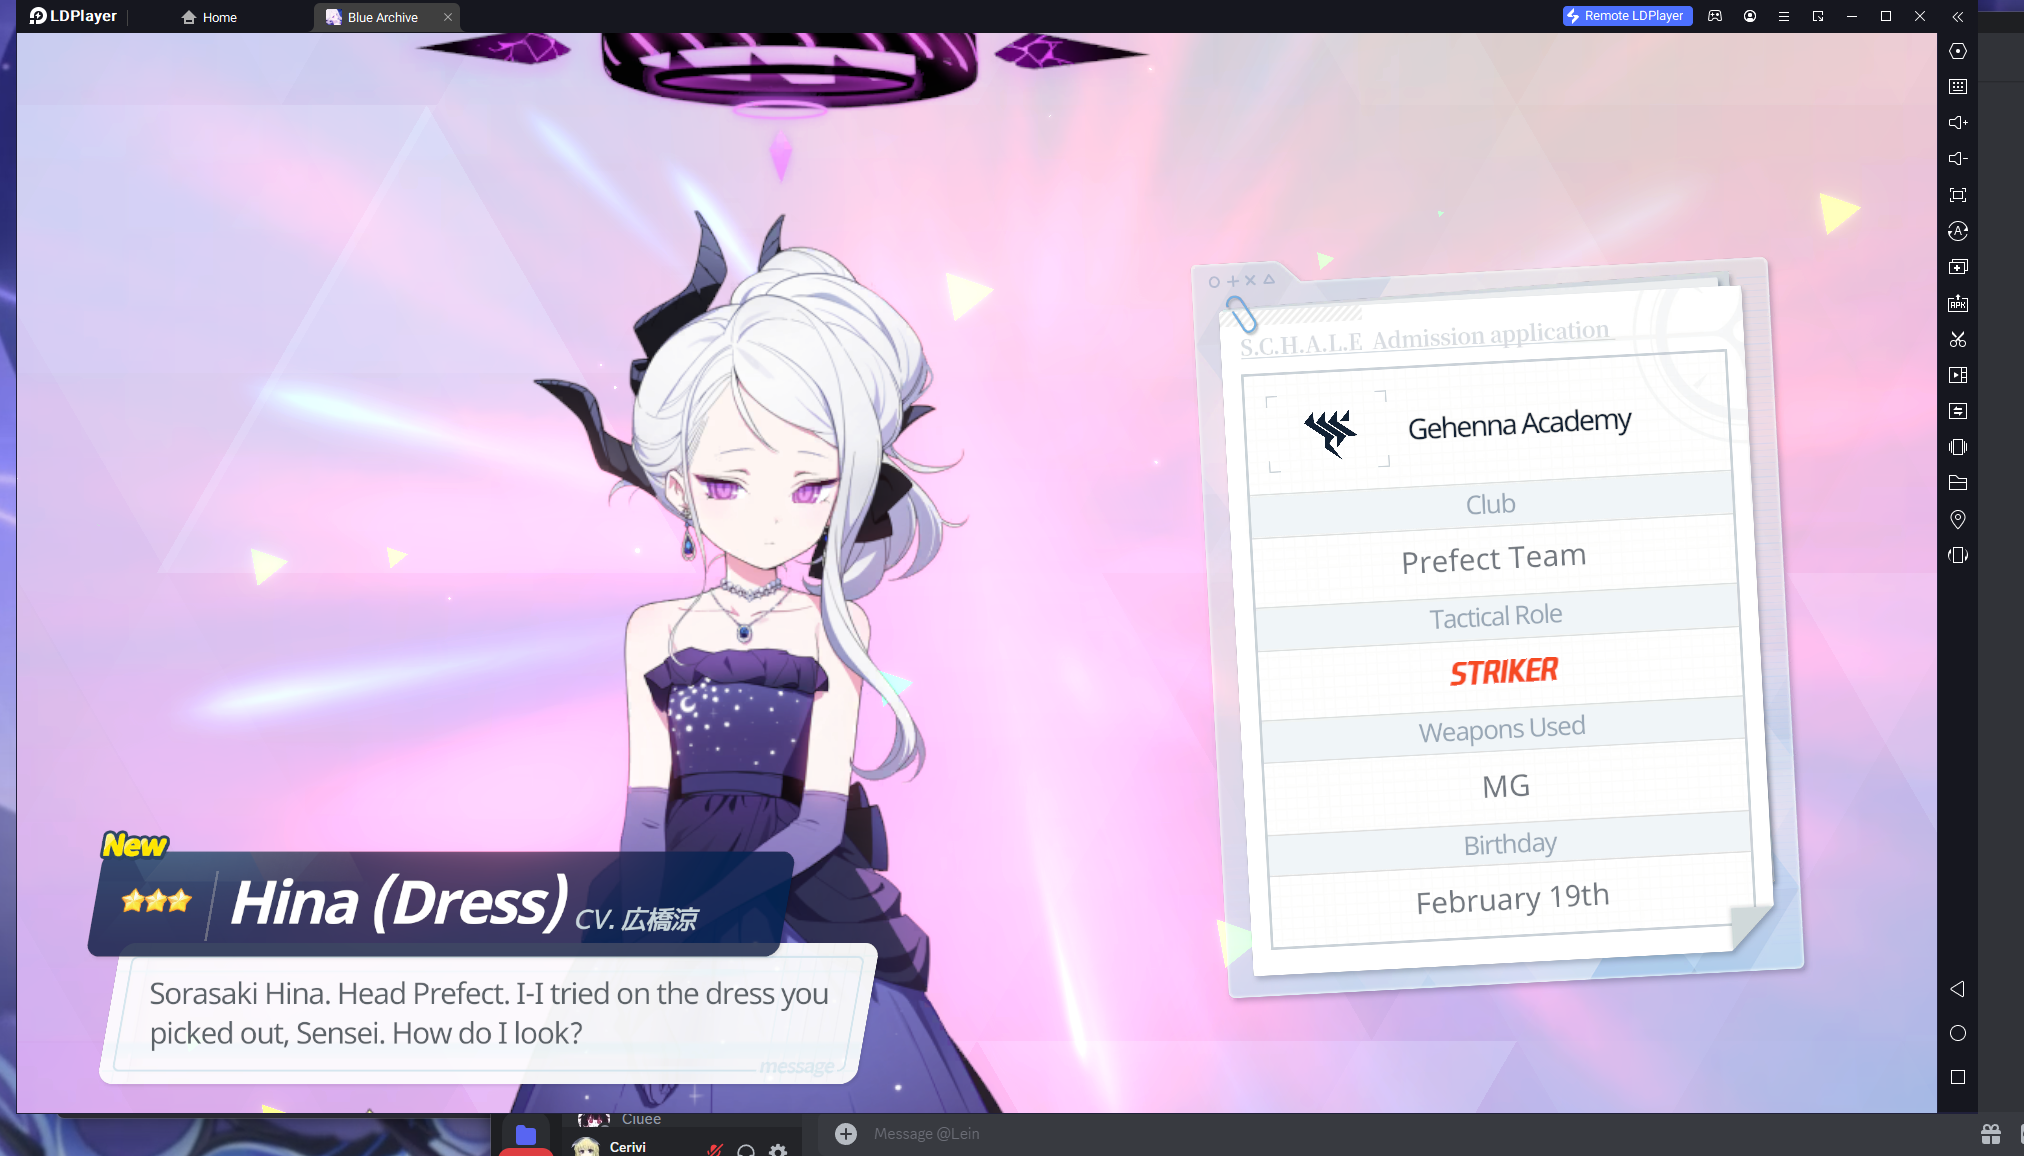 LDPlayer
Home
Blue Archive
Remote LDPlayer
S.C.H.A.L.E Admission application
Gehenna Academy
Club
Prefect Team
Tactical Role
STRIKER
Weapons Used
MG
Birthday
February 19th
New
Hina (Dress) CV. 広橋涼
Sorasaki Hina. Head Prefect. I-I tried on the dress you
picked out, Sensei. How do I look?
message
Ciuee
Cerivi
Message @Lein